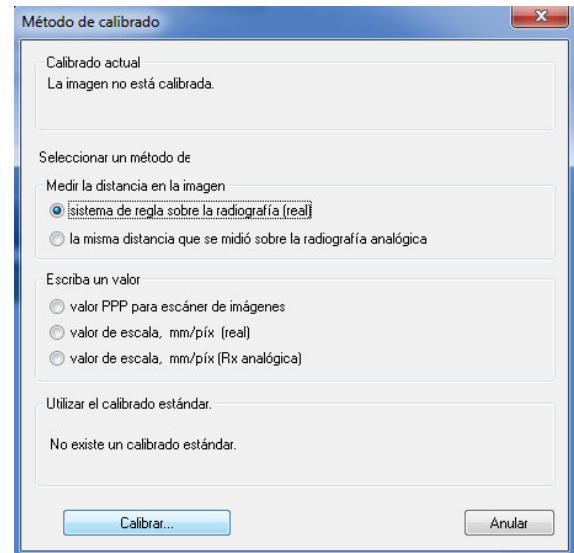 Método de calibrado
Calibrado actual
La imagen no está calibrada.
Seleccionar un método de
Medir la distancia en la imagen
sistema de regla sobre la radiografía (real)
la misma distancia que se midió sobre la radiografía analógica
Escriba un valor
valor PPP para escáner de imágenes
valor de escala, mm/píx (real)
valor de escala, mm/píx (Rx analógica)
Utilizar el calibrado estándar.
No existe un calibrado estándar.
Calibrar...
Anular